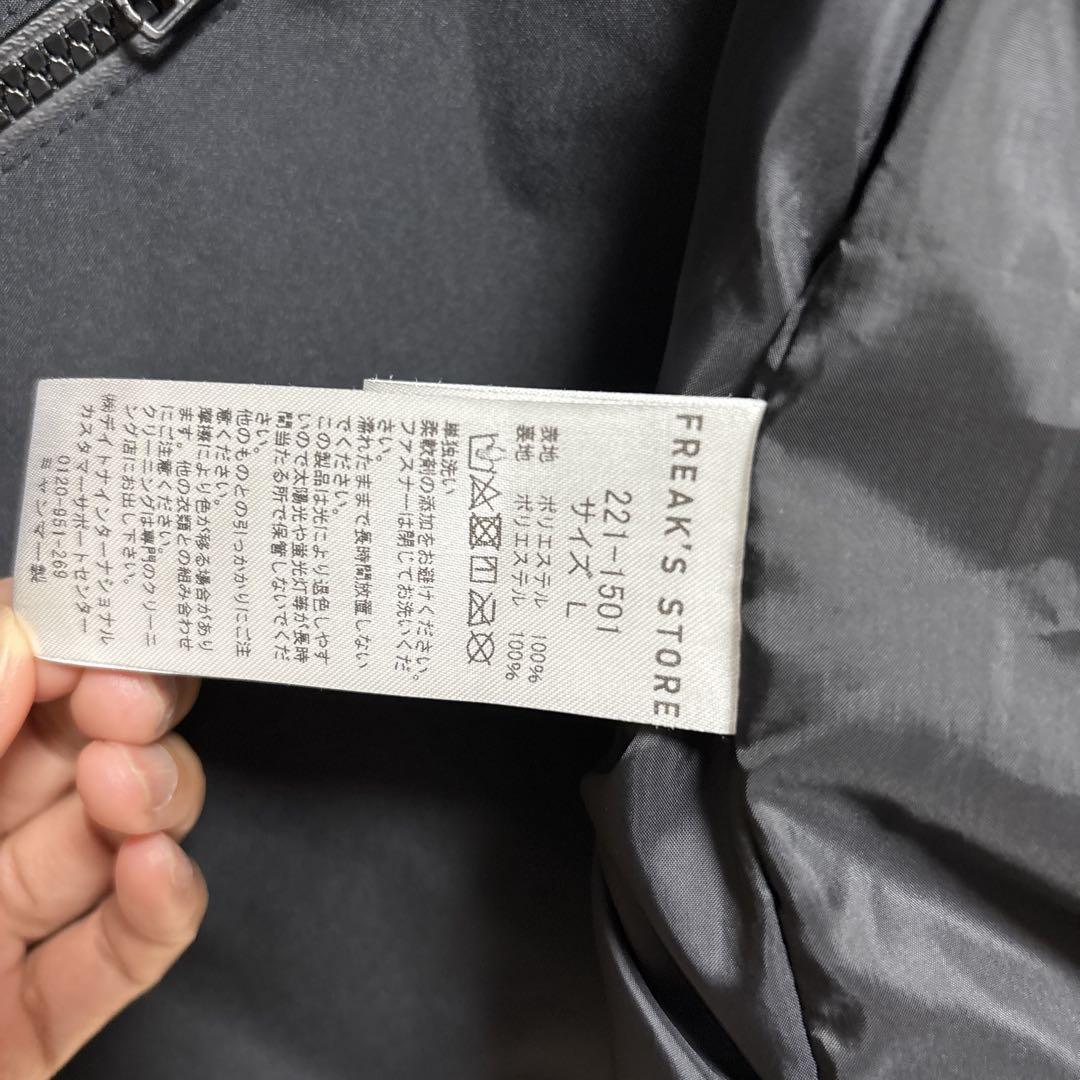 FREAK'S STORE
221-1501
サイズ L
表地 ポリエステル 100%
裏地 ポリエステル 100%
単独洗い
柔軟剤の添加をお避けください。
ファスナーは閉じてお洗いくだ
さい。
濡れたままで長時間放置しない
でください。
この製品は光により退色しやす
いので太陽光や蛍光灯等が長時
間当たる所で保管しないでくだ
さい。
他のものとの引っかかりにご注
意ください。
摩擦により色が移る場合があり
ます。他の衣類との組み合わせ
にご注意ください。
クリーニングは専門のクリーニ
ング店にお出し下さい。
㈱デイトナインターナショナル
カスタマーサポートセンター
0120-951-269
ミャンマー製